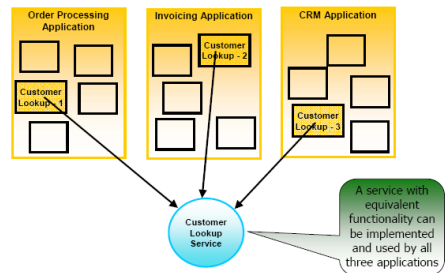 Order Processing
Application
Invoicing Application
CRM Application
Customer
Lookup - 1
Customer
Lookup - 2
Customer
Lookup - 3
Customer
Lookup
Service
A service with
equivalent
functionality can
be implemented
and used by all
three applications